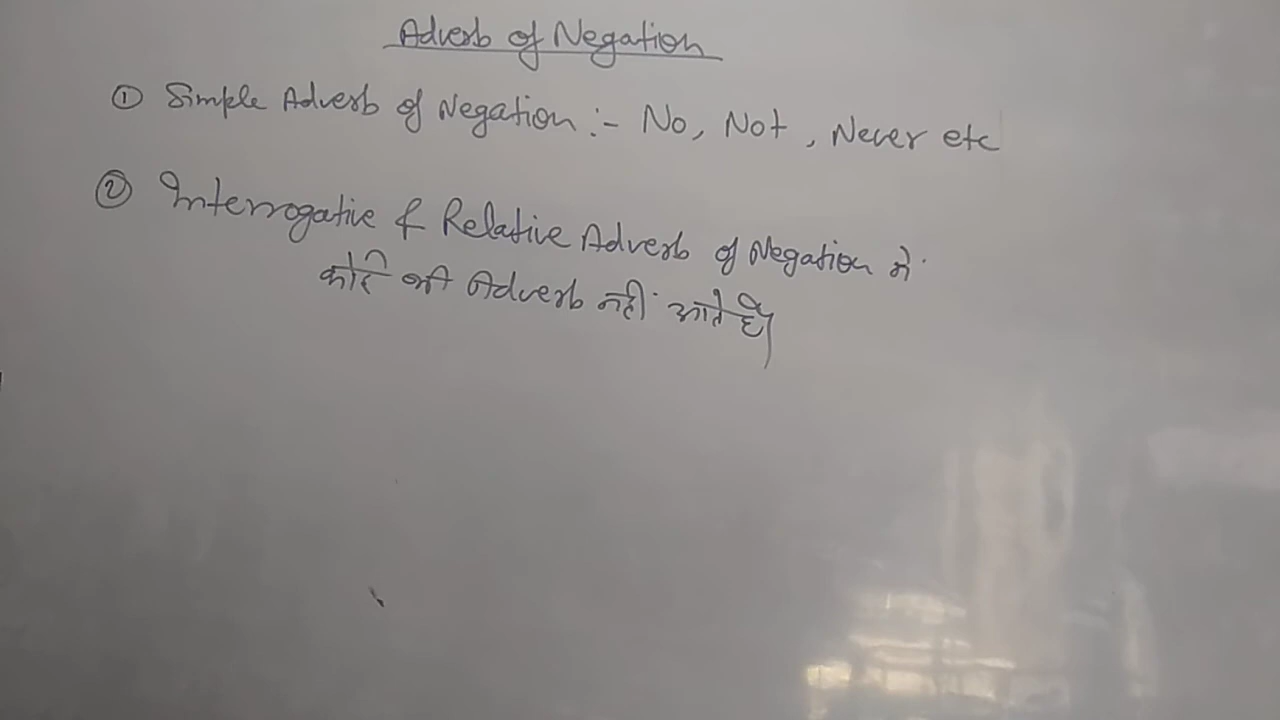 Adverb of Negation
① Simple Adverb of Negation :- No, Not, Never etc
② Interrogative & Relative Adverb of Negation में
कोई भी Adverb नहीं आते हैं।